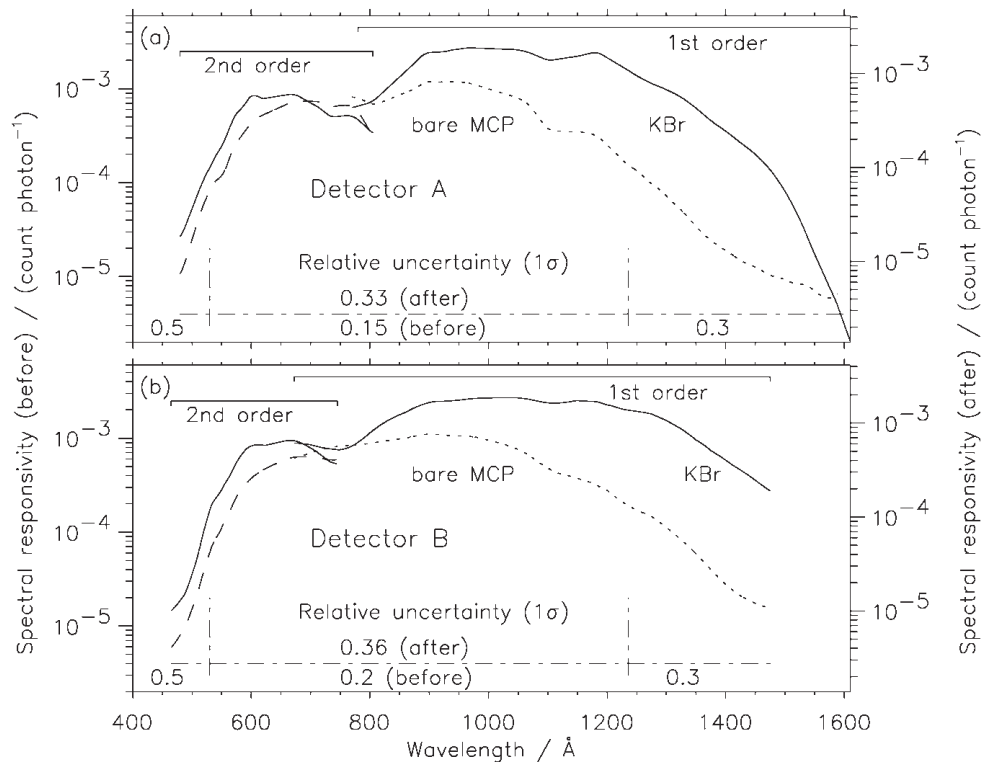 (a)
1st order
2nd order
bare MCP
KBr
Detector A
Relative uncertainty (1σ)
0.33 (after)
0.5
0.15 (before)
0.3
10⁻³
10⁻⁴
10⁻⁵
10⁻³
10⁻⁴
10⁻⁵
(b)
1st order
2nd order
bare MCP
KBr
Detector B
Relative uncertainty (1σ)
0.36 (after)
0.5
0.2 (before)
0.3
10⁻³
10⁻⁴
10⁻⁵
10⁻³
10⁻⁴
10⁻⁵
400 600 800 1000 1200 1400 1600
Wavelength / Å
Spectral responsivity (before) / (count photon⁻¹)
Spectral responsivity (after) / (count photon⁻¹)